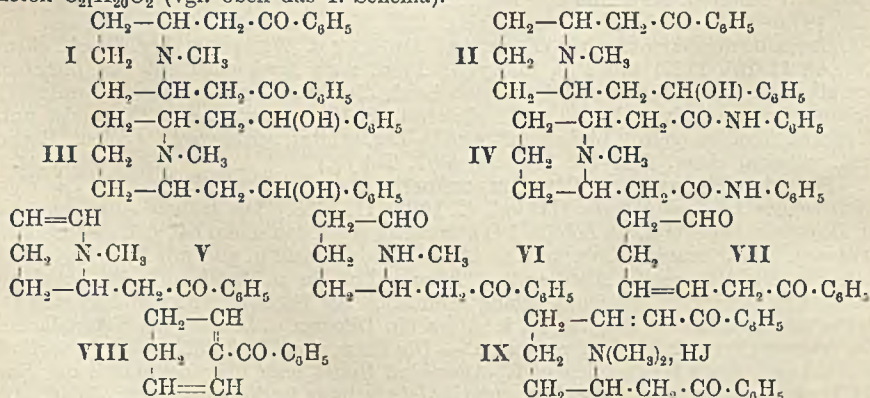 C₂₁H₂₀O₂ (vgl. oben das 1. Schema).
CH₂—CH·CH₂·CO·C₆H₅ CH₂—CH·CH₂·CO·C₆H₅
I CH₂ N·CH₃ II CH₂ N·CH₃
CH₂—CH·CH₂·CO·C₆H₅ CH₂—CH·CH₂·CH(OH)·C₆H₅
CH₂—CH·CH₂·CH(OH)·C₆H₅ CH₂—CH·CH₂·CO·NH·C₆H₅
III CH₂ N·CH₃ IV CH₂ N·CH₃
CH₂—CH·CH₂·CH(OH)·C₆H₅ CH₂—CH·CH₂·CO·NH·C₆H₅
CH=CH CH₂—CHO CH₂—CHO
CH₂ N·CH₃ V CH₂ NH·CH₃ VI CH₂ VII
CH₂—CH·CH₂·CO·C₆H₅ CH₂—CH·CH₂·CO·C₆H₅ CH=CH·CH₂·CO·C₆H₅
CH₂—CH CH₂—CH:CH·CO·C₆H₅
VIII CH₂ C·CO·C₆H₅ IX CH₂ N(CH₃)₂, HJ
CH=CH CH₂—CH·CH₂·CO·C₆H₅